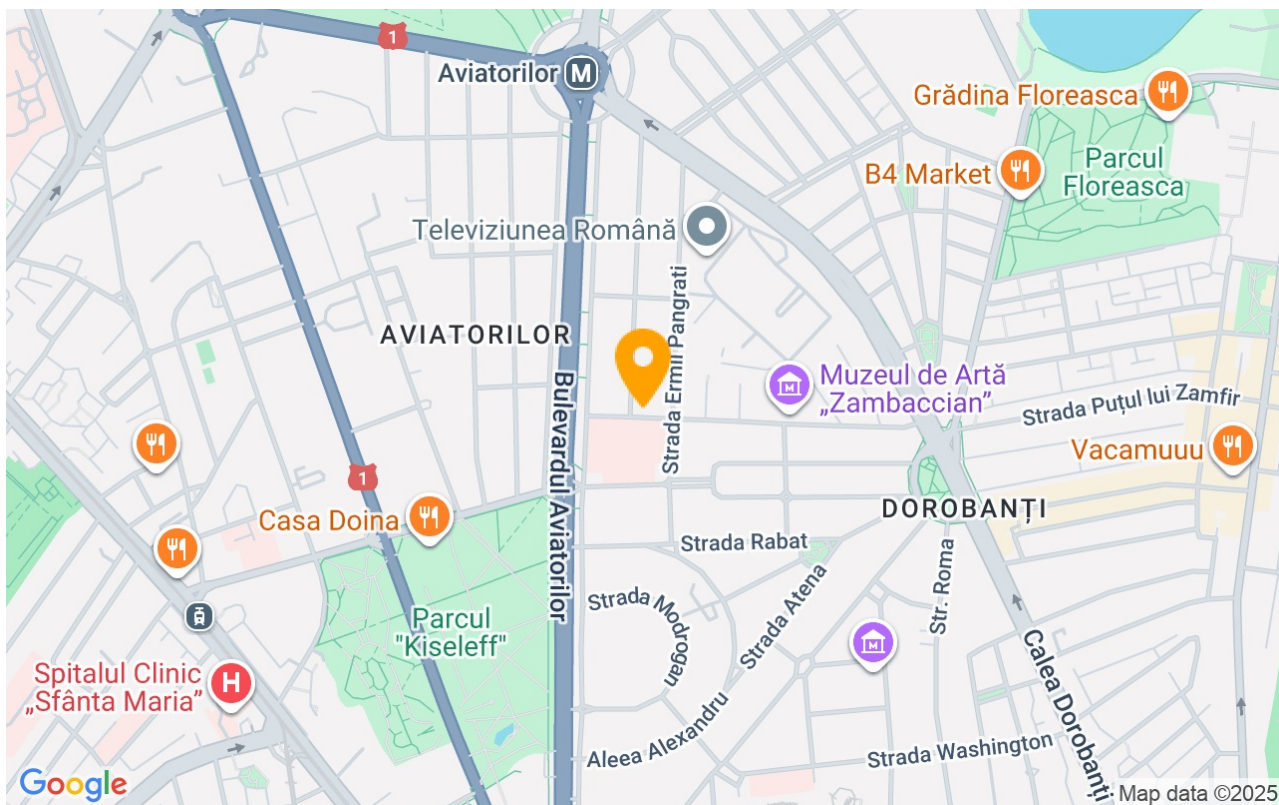 1
Aviatorilor M
Grădina Floreasca
B4 Market
Parcul
Floreasca
Televiziunea Română
AVIATORILOR
Strada Ermil Pangrati
Bulevardul Aviatorilor
Muzeul de Artă
„Zambaccian”
Strada Puțul lui Zamfir
Vacamuuu
1
Casa Doina
DOROBANȚI
Strada Rabat
Strada Modrogan
Strada Atena
Str. Roma
Parcul
"Kiseleff"
Spitalul Clinic
„Sfânta Maria”
H
Aleea Alexandru
Strada Washington
Calea Dorobanți
Google
Map data ©2025